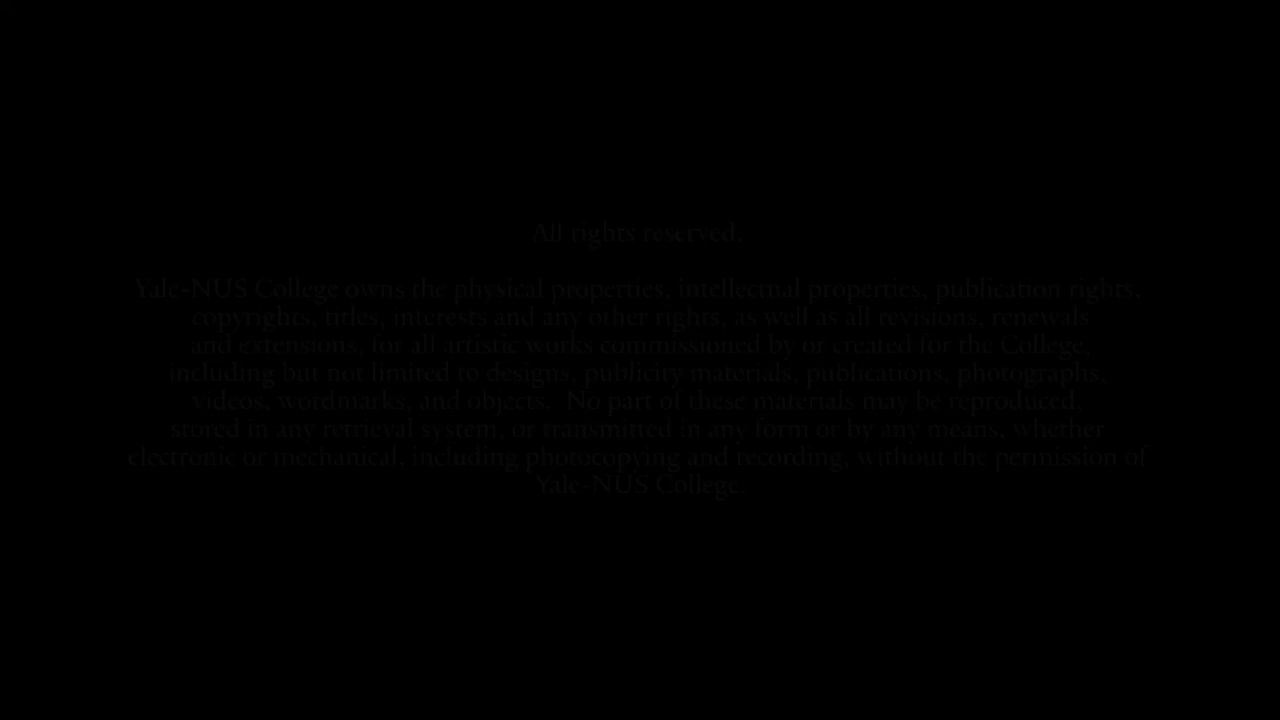 All rights reserved.
Yale-NUS College owns the physical properties, intellectual properties, publication rights,
copyrights, titles, interests and any other rights, as well as all revisions, renewals
and extensions, for all artistic works commissioned by or created for the College,
including but not limited to designs, publicity materials, publications, photographs,
videos, wordmarks, and objects. No part of these materials may be reproduced,
stored in any retrieval system, or transmitted in any form or by any means, whether
electronic or mechanical, including photocopying and recording, without the permission of
Yale-NUS College.